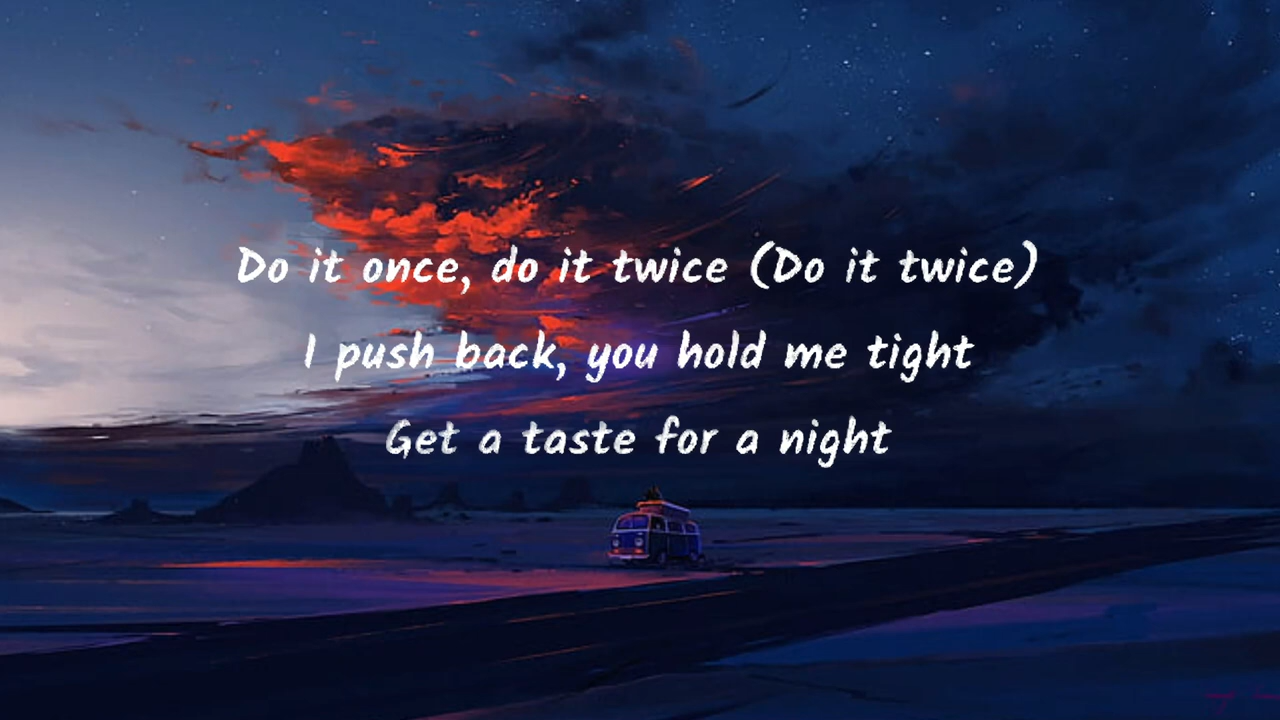 Do it once, do it twice (Do it twice)
I push back, you hold me tight
Get a taste for a night